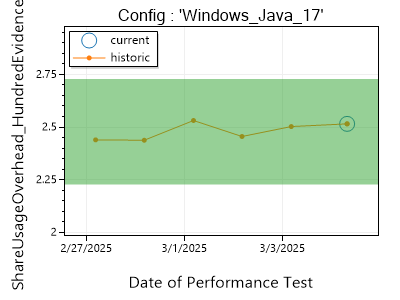 Config : 'Windows_Java_17'
ShareUsageOverhead_HundredEvidence
current
historic
2.75
2.5
2.25
2
2/27/2025
3/1/2025
3/3/2025
Date of Performance Test